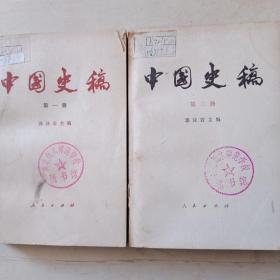 中国史稿
第一册
郭沫若主编
人民出版社
中国史稿
第二册
郭沫若主编
人民出版社